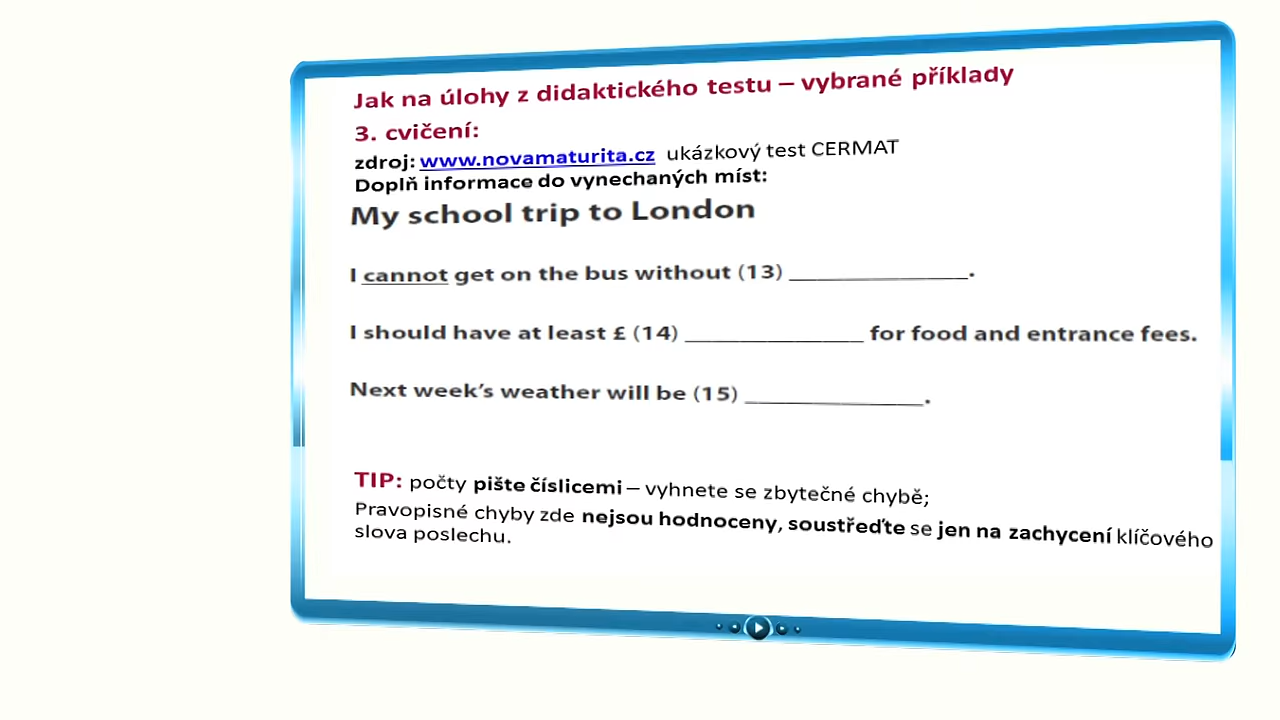 Jak na úlohy z didaktického testu – vybrané příklady
3. cvičení:
zdroj: www.novamaturita.cz ukázkový test CERMAT
Doplň informace do vynechaných míst:
My school trip to London
I cannot get on the bus without (13) ________________.
I should have at least £ (14) ________________ for food and entrance fees.
Next week's weather will be (15) ________________.
TIP: počty pište číslicemi – vyhnete se zbytečné chybě;
Pravopisné chyby zde nejsou hodnoceny, soustřeďte se jen na zachycení klíčového
slova poslechu.